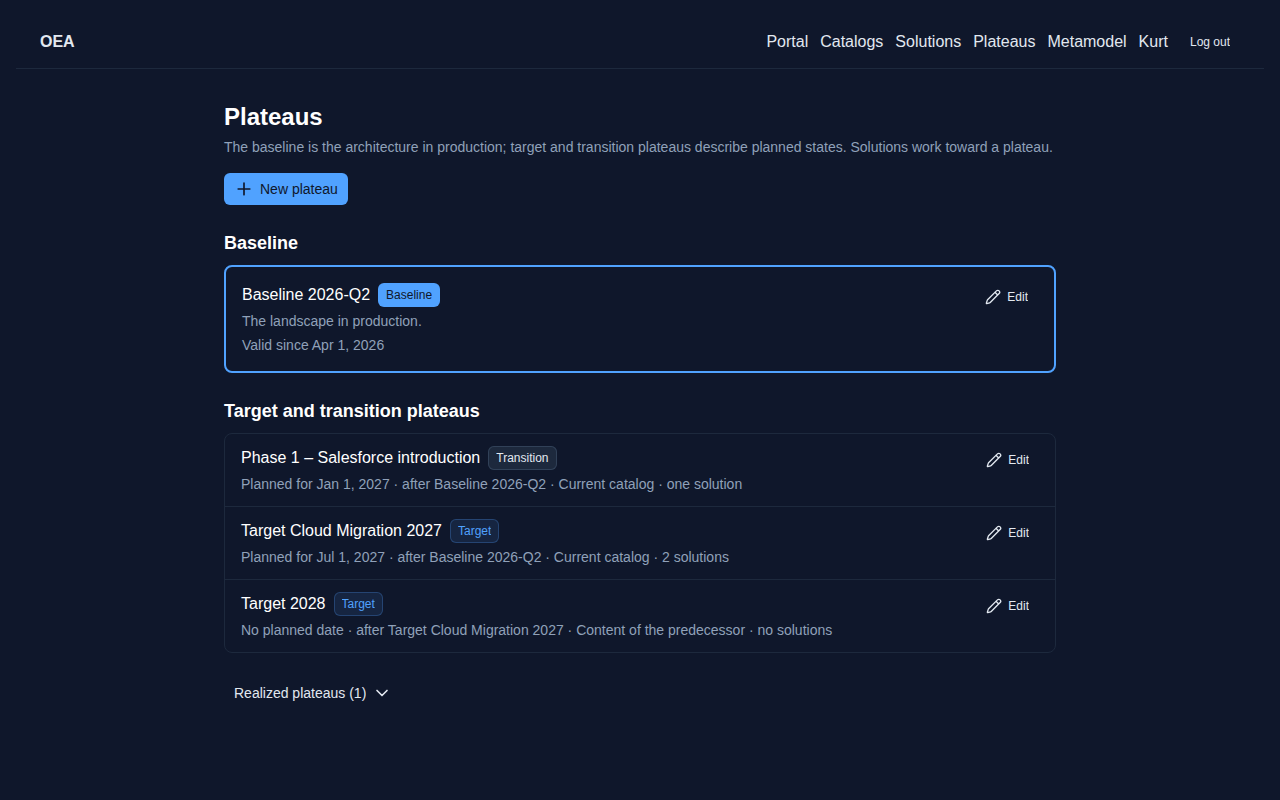 OEA
Portal Catalogs Solutions Plateaus Metamodel Kurt Log out
Plateaus
The baseline is the architecture in production; target and transition plateaus describe planned states. Solutions work toward a plateau.
New plateau
Baseline
Baseline 2026-Q2 Baseline Edit
The landscape in production.
Valid since Apr 1, 2026
Target and transition plateaus
Phase 1 – Salesforce introduction Transition Edit
Planned for Jan 1, 2027 · after Baseline 2026-Q2 · Current catalog · one solution
Target Cloud Migration 2027 Target Edit
Planned for Jul 1, 2027 · after Baseline 2026-Q2 · Current catalog · 2 solutions
Target 2028 Target Edit
No planned date · after Target Cloud Migration 2027 · Content of the predecessor · no solutions
Realized plateaus (1)